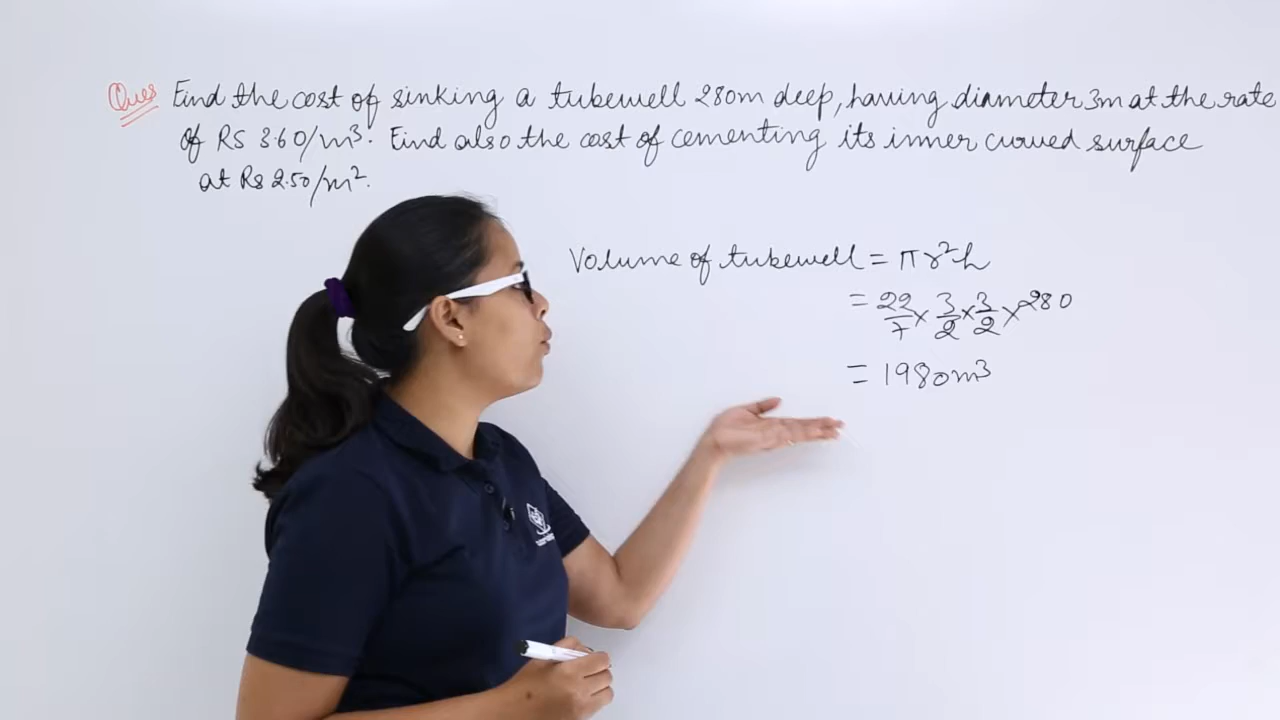 Ques Find the cost of sinking a tubewell 280m deep, having diameter 3m at the rate
of RS 3.60/m³. Find also the cost of cementing its inner curved surface
at Rs 2.50/m².
Volume of tubewell = πr²h
= 22/7 × 3/2 × 3/2 × 280
= 1980m³